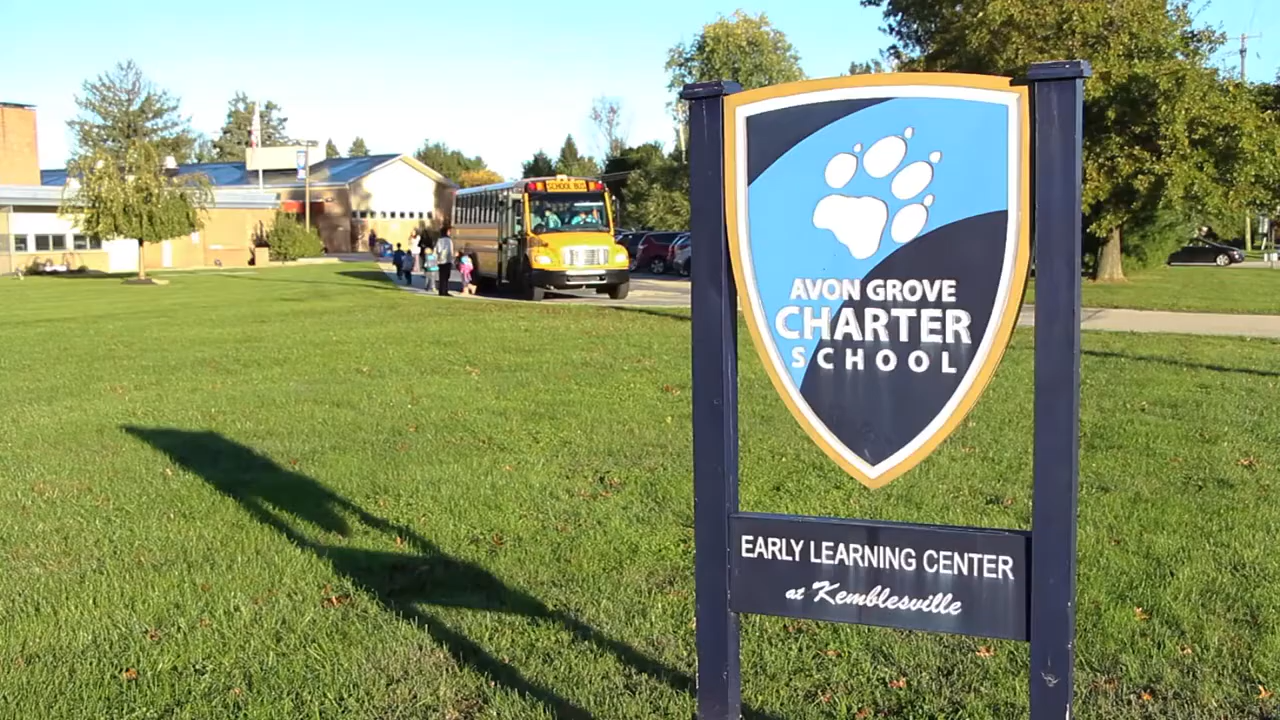 SCHOOL BUS
AVON GROVE
CHARTER
SCHOOL
EARLY LEARNING CENTER
at Kemblesville